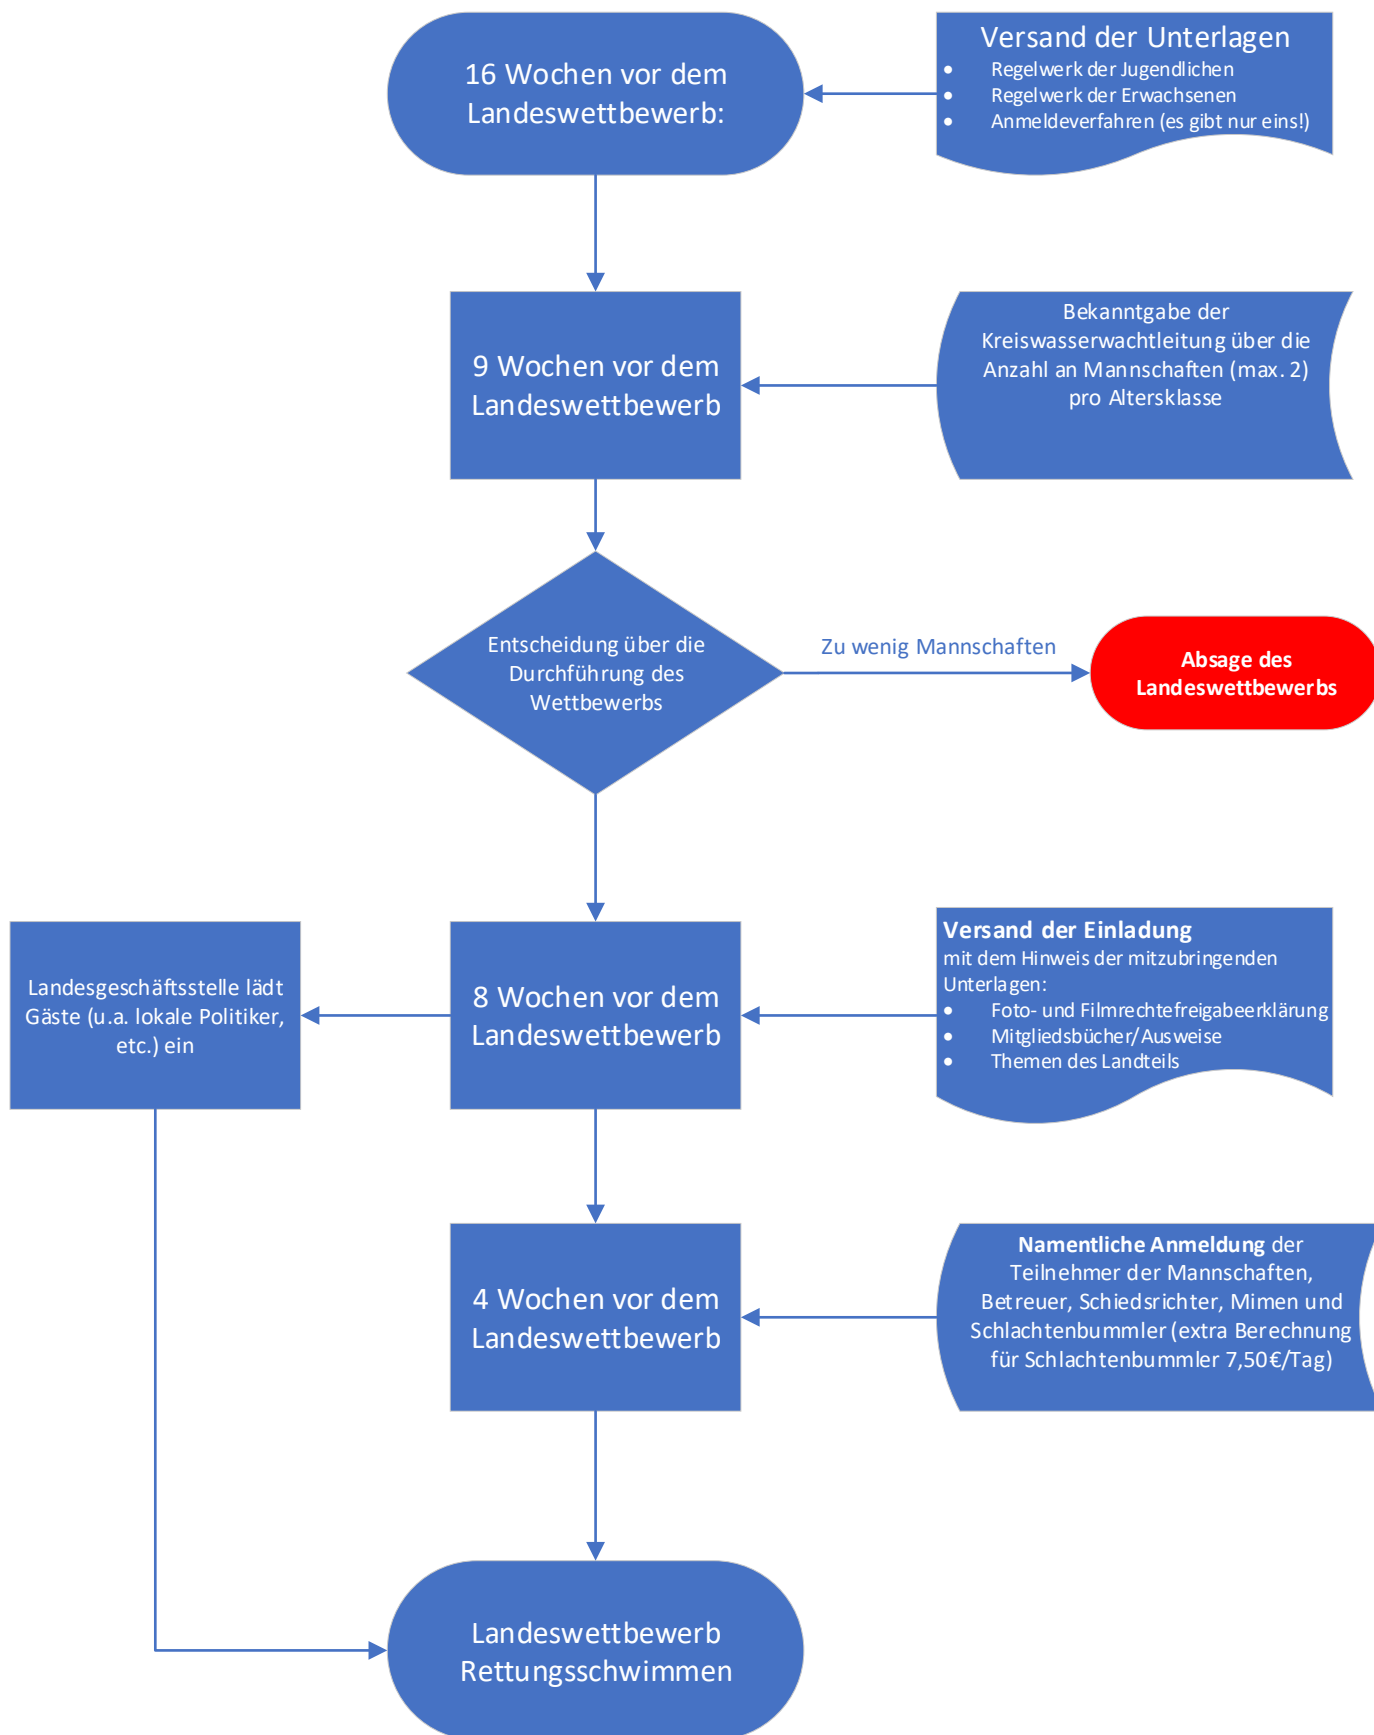 16 Wochen vor dem
Landeswettbewerb:
Versand der Unterlagen
• Regelwerk der Jugendlichen
• Regelwerk der Erwachsenen
• Anmeldeverfahren (es gibt nur eins!)
9 Wochen vor dem
Landeswettbewerb
Bekanntgabe der
Kreiswasserwachtleitung über die
Anzahl an Mannschaften (max. 2)
pro Altersklasse
Entscheidung über die
Durchführung des
Wettbewerbs
Zu wenig Mannschaften
Absage des
Landeswettbewerbs
Landesgeschäftsstelle lädt
Gäste (u.a. lokale Politiker,
etc.) ein
8 Wochen vor dem
Landeswettbewerb
Versand der Einladung
mit dem Hinweis der mitzubringenden
Unterlagen:
• Foto- und Filmrechtefreigabeerklärung
• Mitgliedsbücher/Ausweise
• Themen des Landteils
4 Wochen vor dem
Landeswettbewerb
Namentliche Anmeldung der
Teilnehmer der Mannschaften,
Betreuer, Schiedsrichter, Mimen und
Schlachtenbummler (extra Berechnung
für Schlachtenbummler 7,50€/Tag)
Landeswettbewerb
Rettungsschwimmen